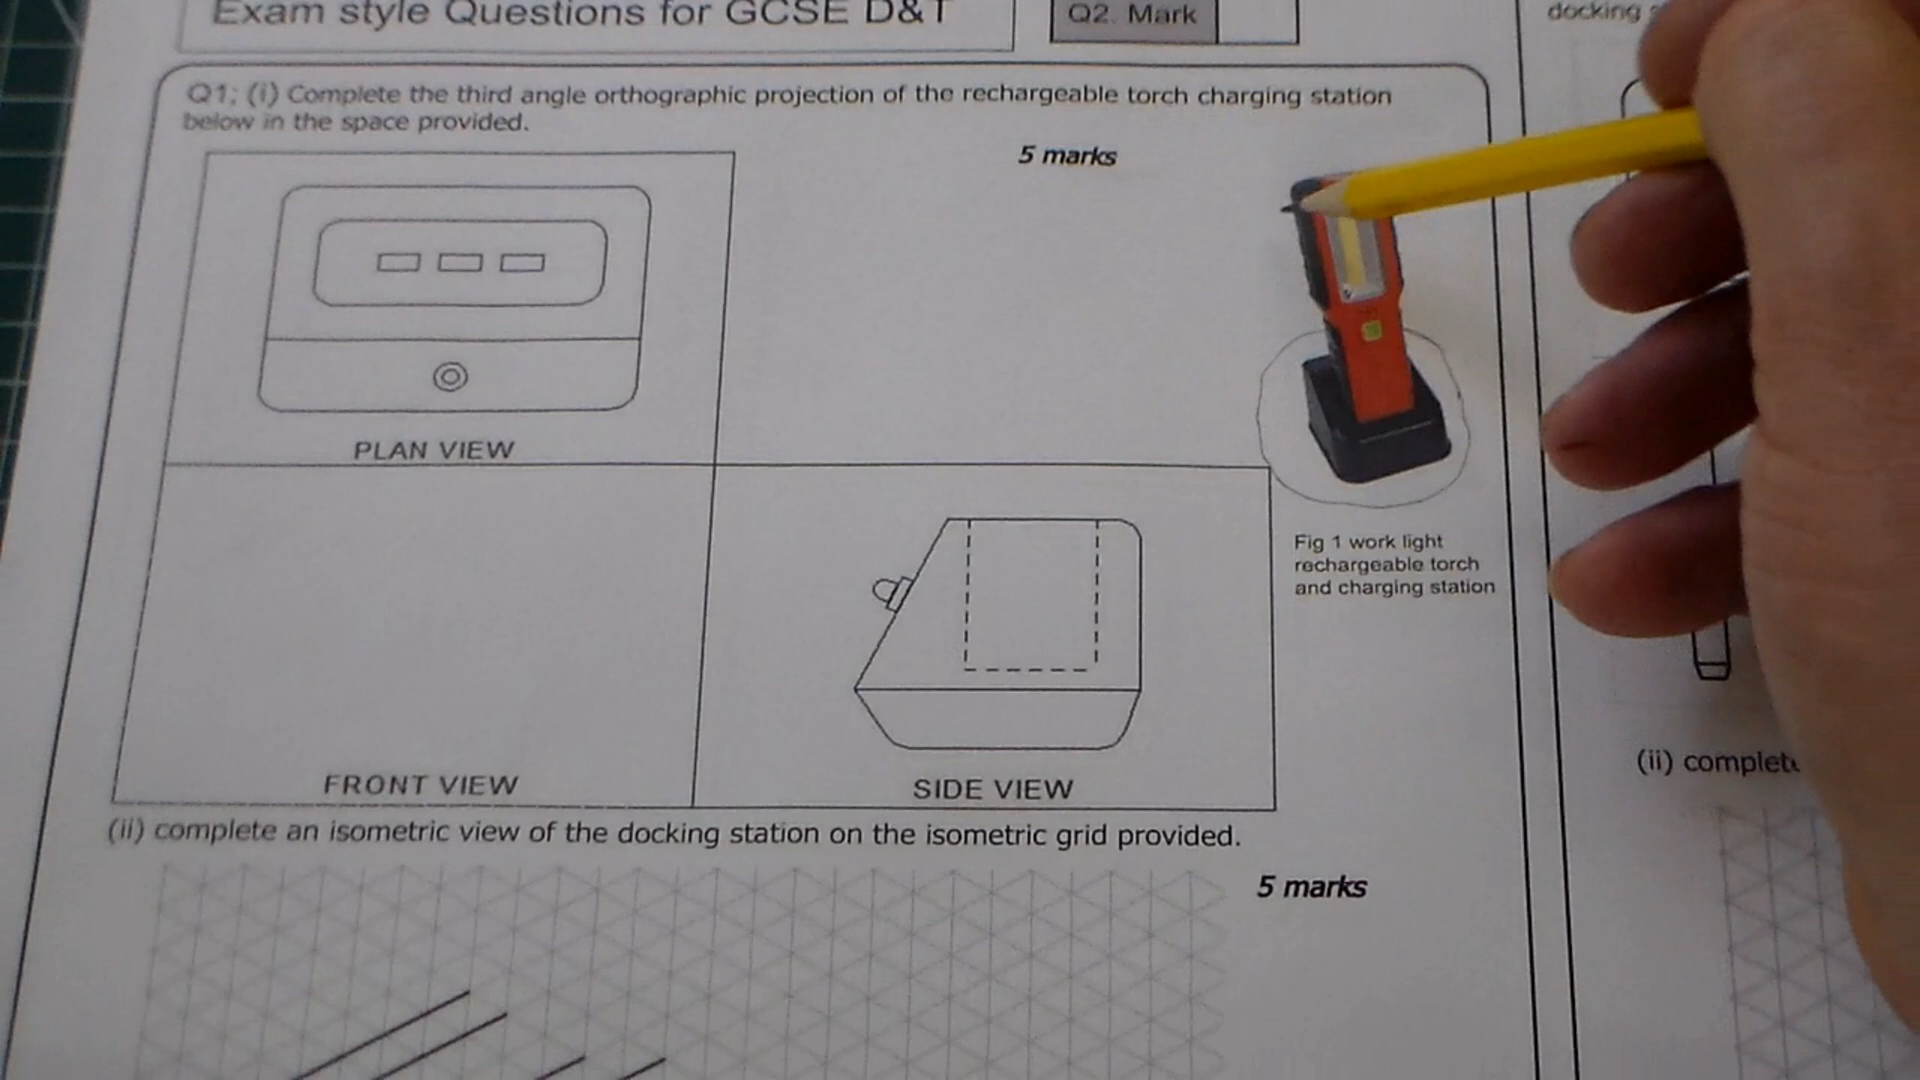 Exam style Questions for GCSE D&T
Q2. Mark
docking
Q1; (i) Complete the third angle orthographic projection of the rechargeable torch charging station
below in the space provided.
5 marks
PLAN VIEW
Fig 1 work light
rechargeable torch
and charging station
FRONT VIEW
SIDE VIEW
(ii) complete an isometric view of the docking station on the isometric grid provided.
5 marks
(ii) complete